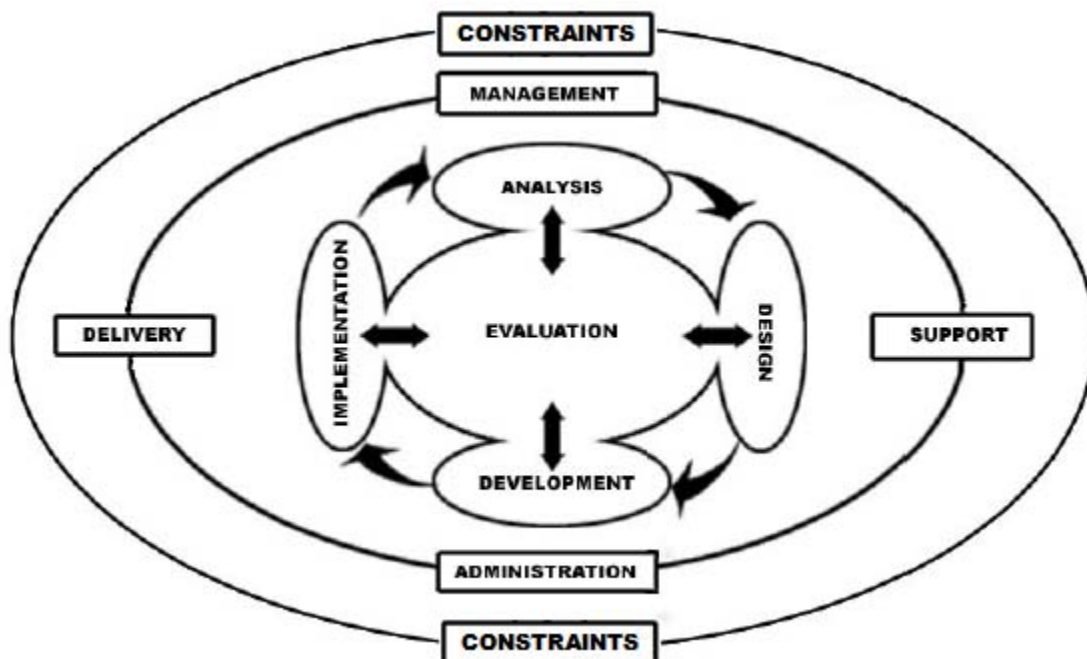 CONSTRAINTS
MANAGEMENT
ANALYSIS
IMPLEMENTATION
DELIVERY
EVALUATION
DESIGN
SUPPORT
DEVELOPMENT
ADMINISTRATION
CONSTRAINTS